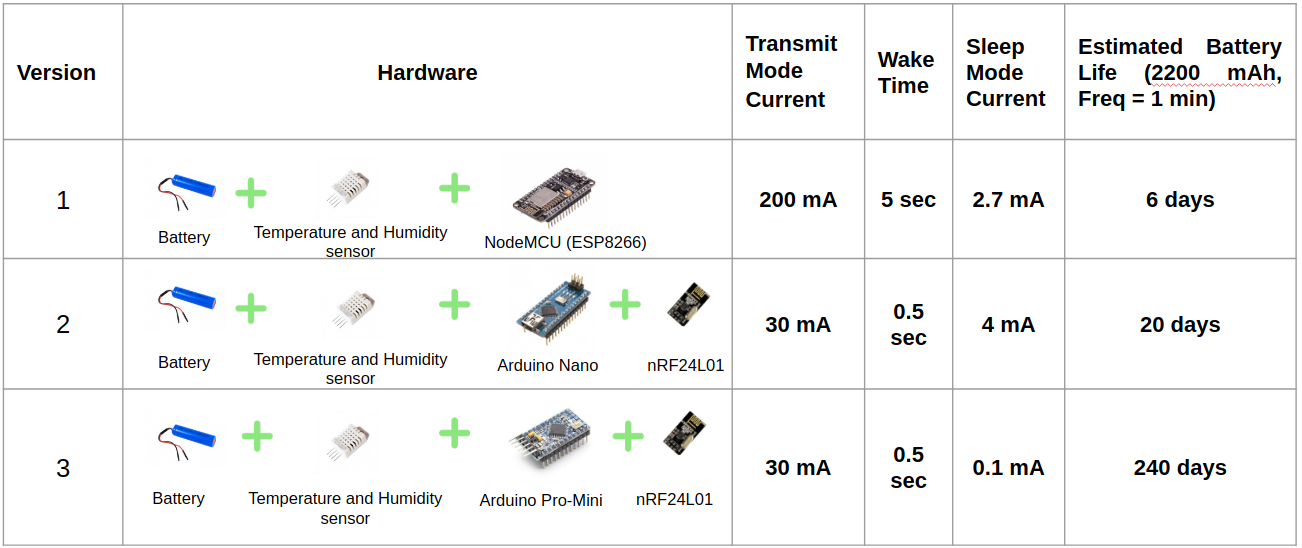 Version
Hardware
Transmit
Mode
Current
Wake
Time
Sleep
Mode
Current
Estimated Battery
Life (2200 mAh,
Freq = 1 min)
1
Battery
Temperature and Humidity
sensor
NodeMCU (ESP8266)
200 mA
5 sec
2.7 mA
6 days
2
Battery
Temperature and Humidity
sensor
Arduino Nano
nRF24L01
30 mA
0.5
sec
4 mA
20 days
3
Battery
Temperature and Humidity
sensor
Arduino Pro-Mini
nRF24L01
30 mA
0.5
sec
0.1 mA
240 days